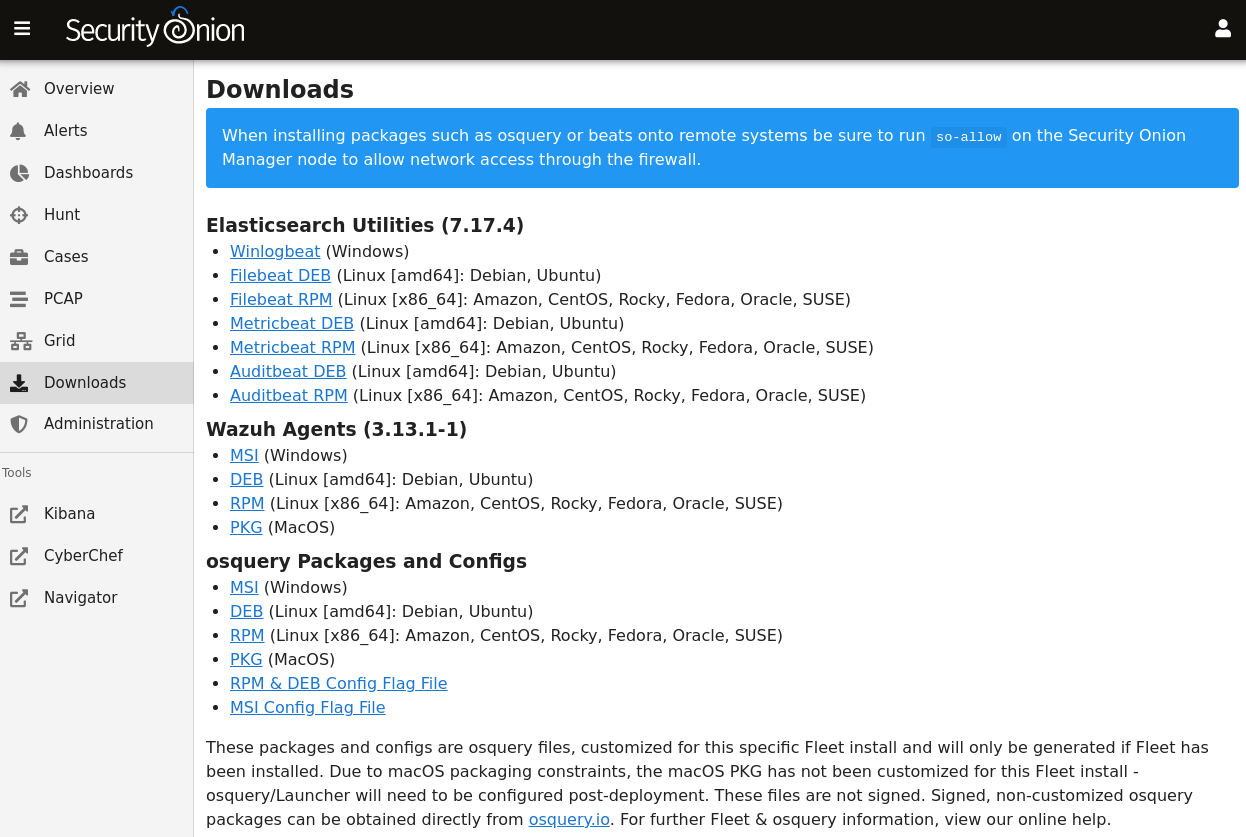 Security Onion
Overview
Alerts
Dashboards
Hunt
Cases
PCAP
Grid
Downloads
Administration
Tools
Kibana
CyberChef
Navigator
Downloads
When installing packages such as osquery or beats onto remote systems be sure to run so-allow on the Security Onion
Manager node to allow network access through the firewall.
Elasticsearch Utilities (7.17.4)
• Winlogbeat (Windows)
• Filebeat DEB (Linux [amd64]: Debian, Ubuntu)
• Filebeat RPM (Linux [x86_64]: Amazon, CentOS, Rocky, Fedora, Oracle, SUSE)
• Metricbeat DEB (Linux [amd64]: Debian, Ubuntu)
• Metricbeat RPM (Linux [x86_64]: Amazon, CentOS, Rocky, Fedora, Oracle, SUSE)
• Auditbeat DEB (Linux [amd64]: Debian, Ubuntu)
• Auditbeat RPM (Linux [x86_64]: Amazon, CentOS, Rocky, Fedora, Oracle, SUSE)
Wazuh Agents (3.13.1-1)
• MSI (Windows)
• DEB (Linux [amd64]: Debian, Ubuntu)
• RPM (Linux [x86_64]: Amazon, CentOS, Rocky, Fedora, Oracle, SUSE)
• PKG (MacOS)
osquery Packages and Configs
• MSI (Windows)
• DEB (Linux [amd64]: Debian, Ubuntu)
• RPM (Linux [x86_64]: Amazon, CentOS, Rocky, Fedora, Oracle, SUSE)
• PKG (MacOS)
• RPM & DEB Config Flag File
• MSI Config Flag File
These packages and configs are osquery files, customized for this specific Fleet install and will only be generated if Fleet has
been installed. Due to macOS packaging constraints, the macOS PKG has not been customized for this Fleet install -
osquery/Launcher will need to be configured post-deployment. These files are not signed. Signed, non-customized osquery
packages can be obtained directly from osquery.io. For further Fleet & osquery information, view our online help.